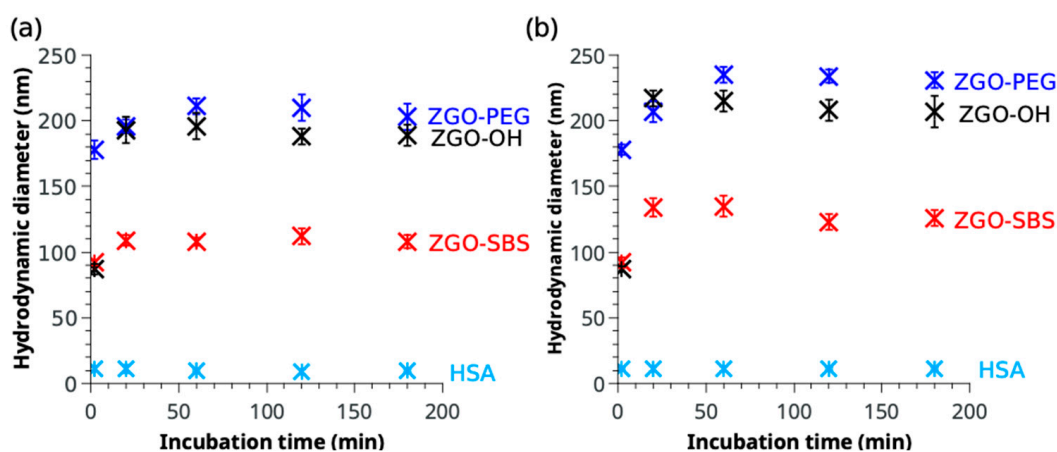 (a)
250
200
150
100
50
0
Hydrodynamic diameter (nm)
ZGO-PEG
ZGO-OH
ZGO-SBS
HSA
0 50 100 150 200
Incubation time (min)
(b)
250
200
150
100
50
0
Hydrodynamic diameter (nm)
ZGO-PEG
ZGO-OH
ZGO-SBS
HSA
0 50 100 150 200
Incubation time (min)